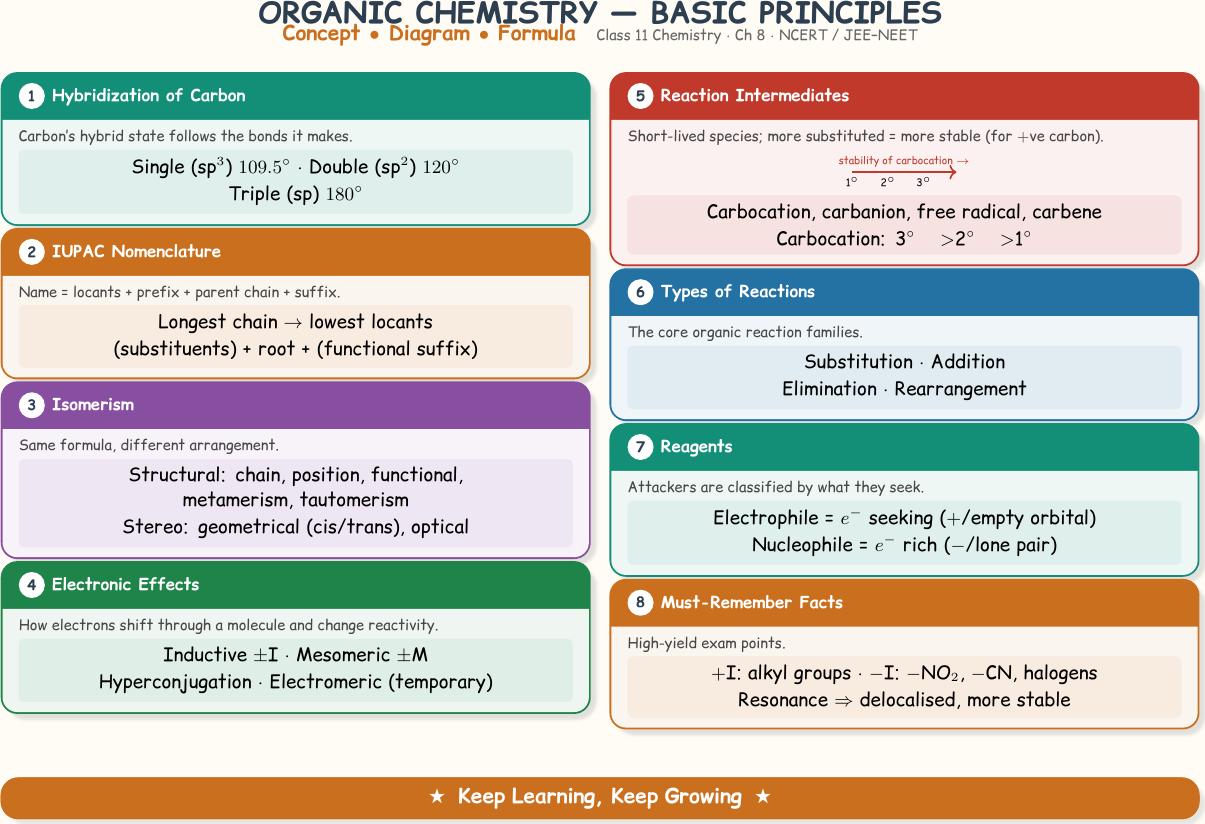 ORGANIC CHEMISTRY — BASIC PRINCIPLES
Concept ● Diagram ● Formula Class 11 Chemistry · Ch 8 · NCERT / JEE–NEET
1 Hybridization of Carbon
Carbon's hybrid state follows the bonds it makes.
Single (sp³) 109.5° · Double (sp²) 120°
Triple (sp) 180°
2 IUPAC Nomenclature
Name = locants + prefix + parent chain + suffix.
Longest chain → lowest locants
(substituents) + root + (functional suffix)
3 Isomerism
Same formula, different arrangement.
Structural: chain, position, functional,
metamerism, tautomerism
Stereo: geometrical (cis/trans), optical
4 Electronic Effects
How electrons shift through a molecule and change reactivity.
Inductive ±I · Mesomeric ±M
Hyperconjugation · Electromeric (temporary)
5 Reaction Intermediates
Short-lived species; more substituted = more stable (for +ve carbon).
stability of carbocation →
1° 2° 3°
Carbocation, carbanion, free radical, carbene
Carbocation: 3° >2° >1°
6 Types of Reactions
The core organic reaction families.
Substitution · Addition
Elimination · Rearrangement
7 Reagents
Attackers are classified by what they seek.
Electrophile = e⁻ seeking (+/empty orbital)
Nucleophile = e⁻ rich (−/lone pair)
8 Must-Remember Facts
High-yield exam points.
+I: alkyl groups · −I: −NO₂, −CN, halogens
Resonance ⇒ delocalised, more stable
★ Keep Learning, Keep Growing ★